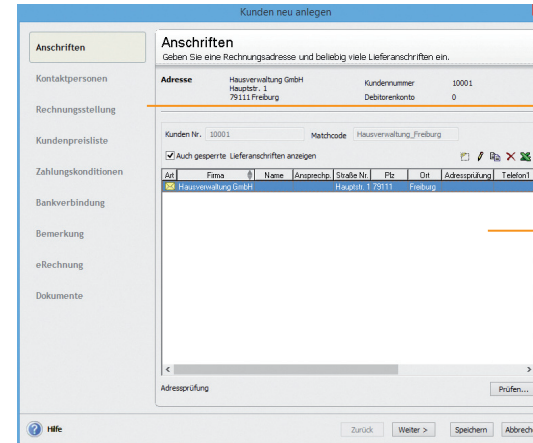 Kunden neu anlegen
Anschriften
Kontaktpersonen
Rechnungsstellung
Kundenpreisliste
Zahlungskonditionen
Bankverbindung
Bemerkung
eRechnung
Dokumente
Anschriften
Geben Sie eine Rechnungsadresse und beliebig viele Lieferanschriften ein.
Adresse Hausverwaltung GmbH Kundennummer 10001
Hauptstr. 1 Debitorenkonto 0
79111 Freiburg
Kunden Nr. 10001 Matchcode Hausverwaltung_Freiburg
Auch gesperrte Lieferanschriften anzeigen
Art Firma Name Ansprechp. Straße Nr. Plz Ort Adressprüfung Telefon1
Hausverwaltung GmbH Hauptstr. 1 79111 Freiburg
Adressprüfung Prüfen...
Hilfe Zurück Weiter > Speichern Abbreche